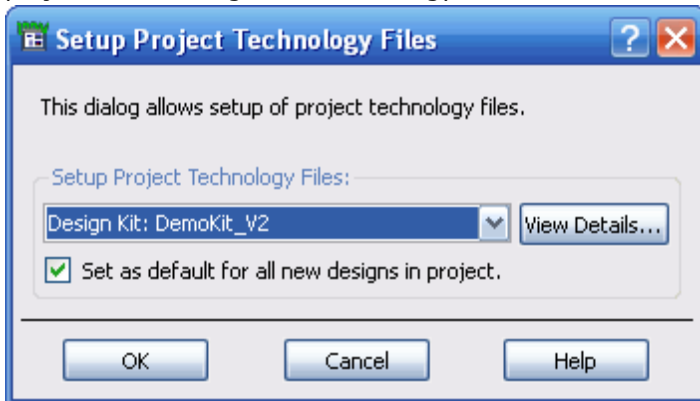 Setup Project Technology Files
This dialog allows setup of project technology files.
Setup Project Technology Files:
Design Kit: DemoKit_V2
View Details...
Set as default for all new designs in project.
OK
Cancel
Help